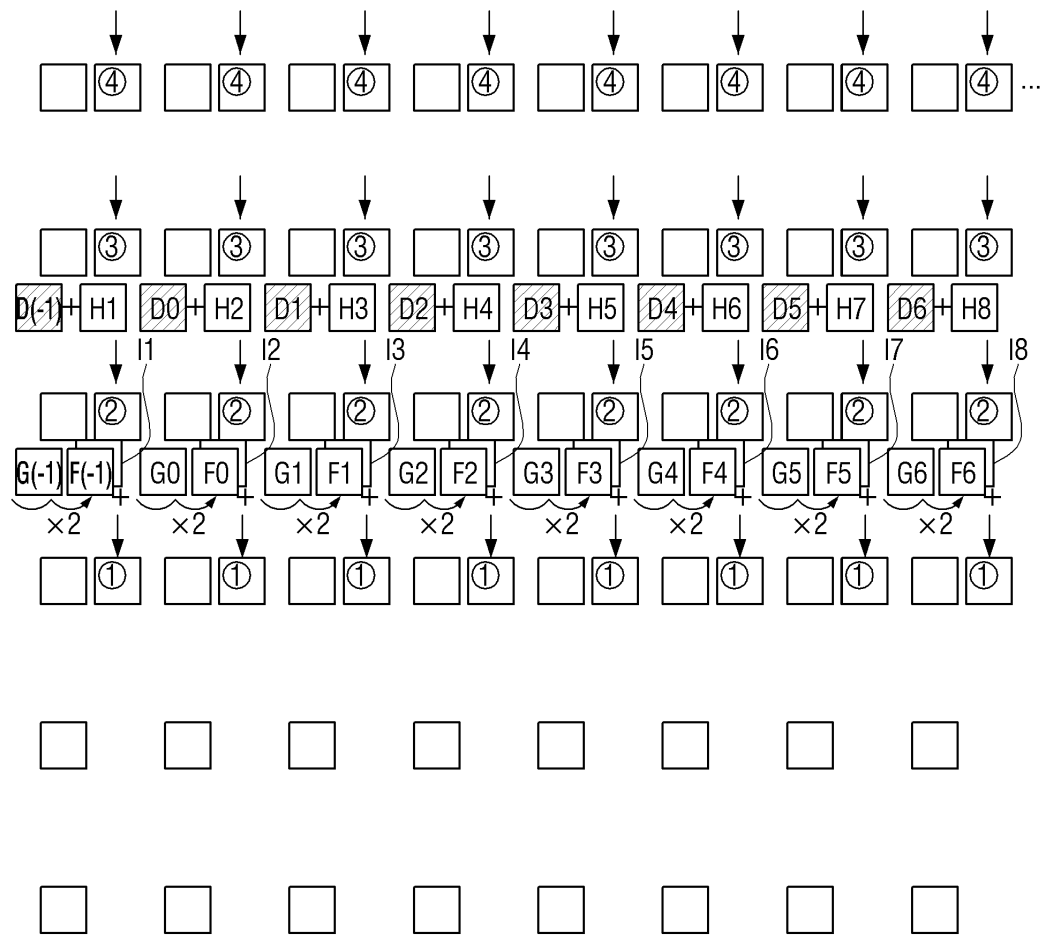 ④ ④ ④ ④ ④ ④ ④ ④ ...
③ ③ ③ ③ ③ ③ ③ ③
D(-1) + H1 D0 + H2 D1 + H3 D2 + H4 D3 + H5 D4 + H6 D5 + H7 D6 + H8
I1 I2 I3 I4 I5 I6 I7 I8
② ② ② ② ② ② ② ②
G(-1) F(-1) G0 F0 G1 F1 G2 F2 G3 F3 G4 F4 G5 F5 G6 F6
+ + + + + + + +
×2 ×2 ×2 ×2 ×2 ×2 ×2 ×2
① ① ① ① ① ① ① ①